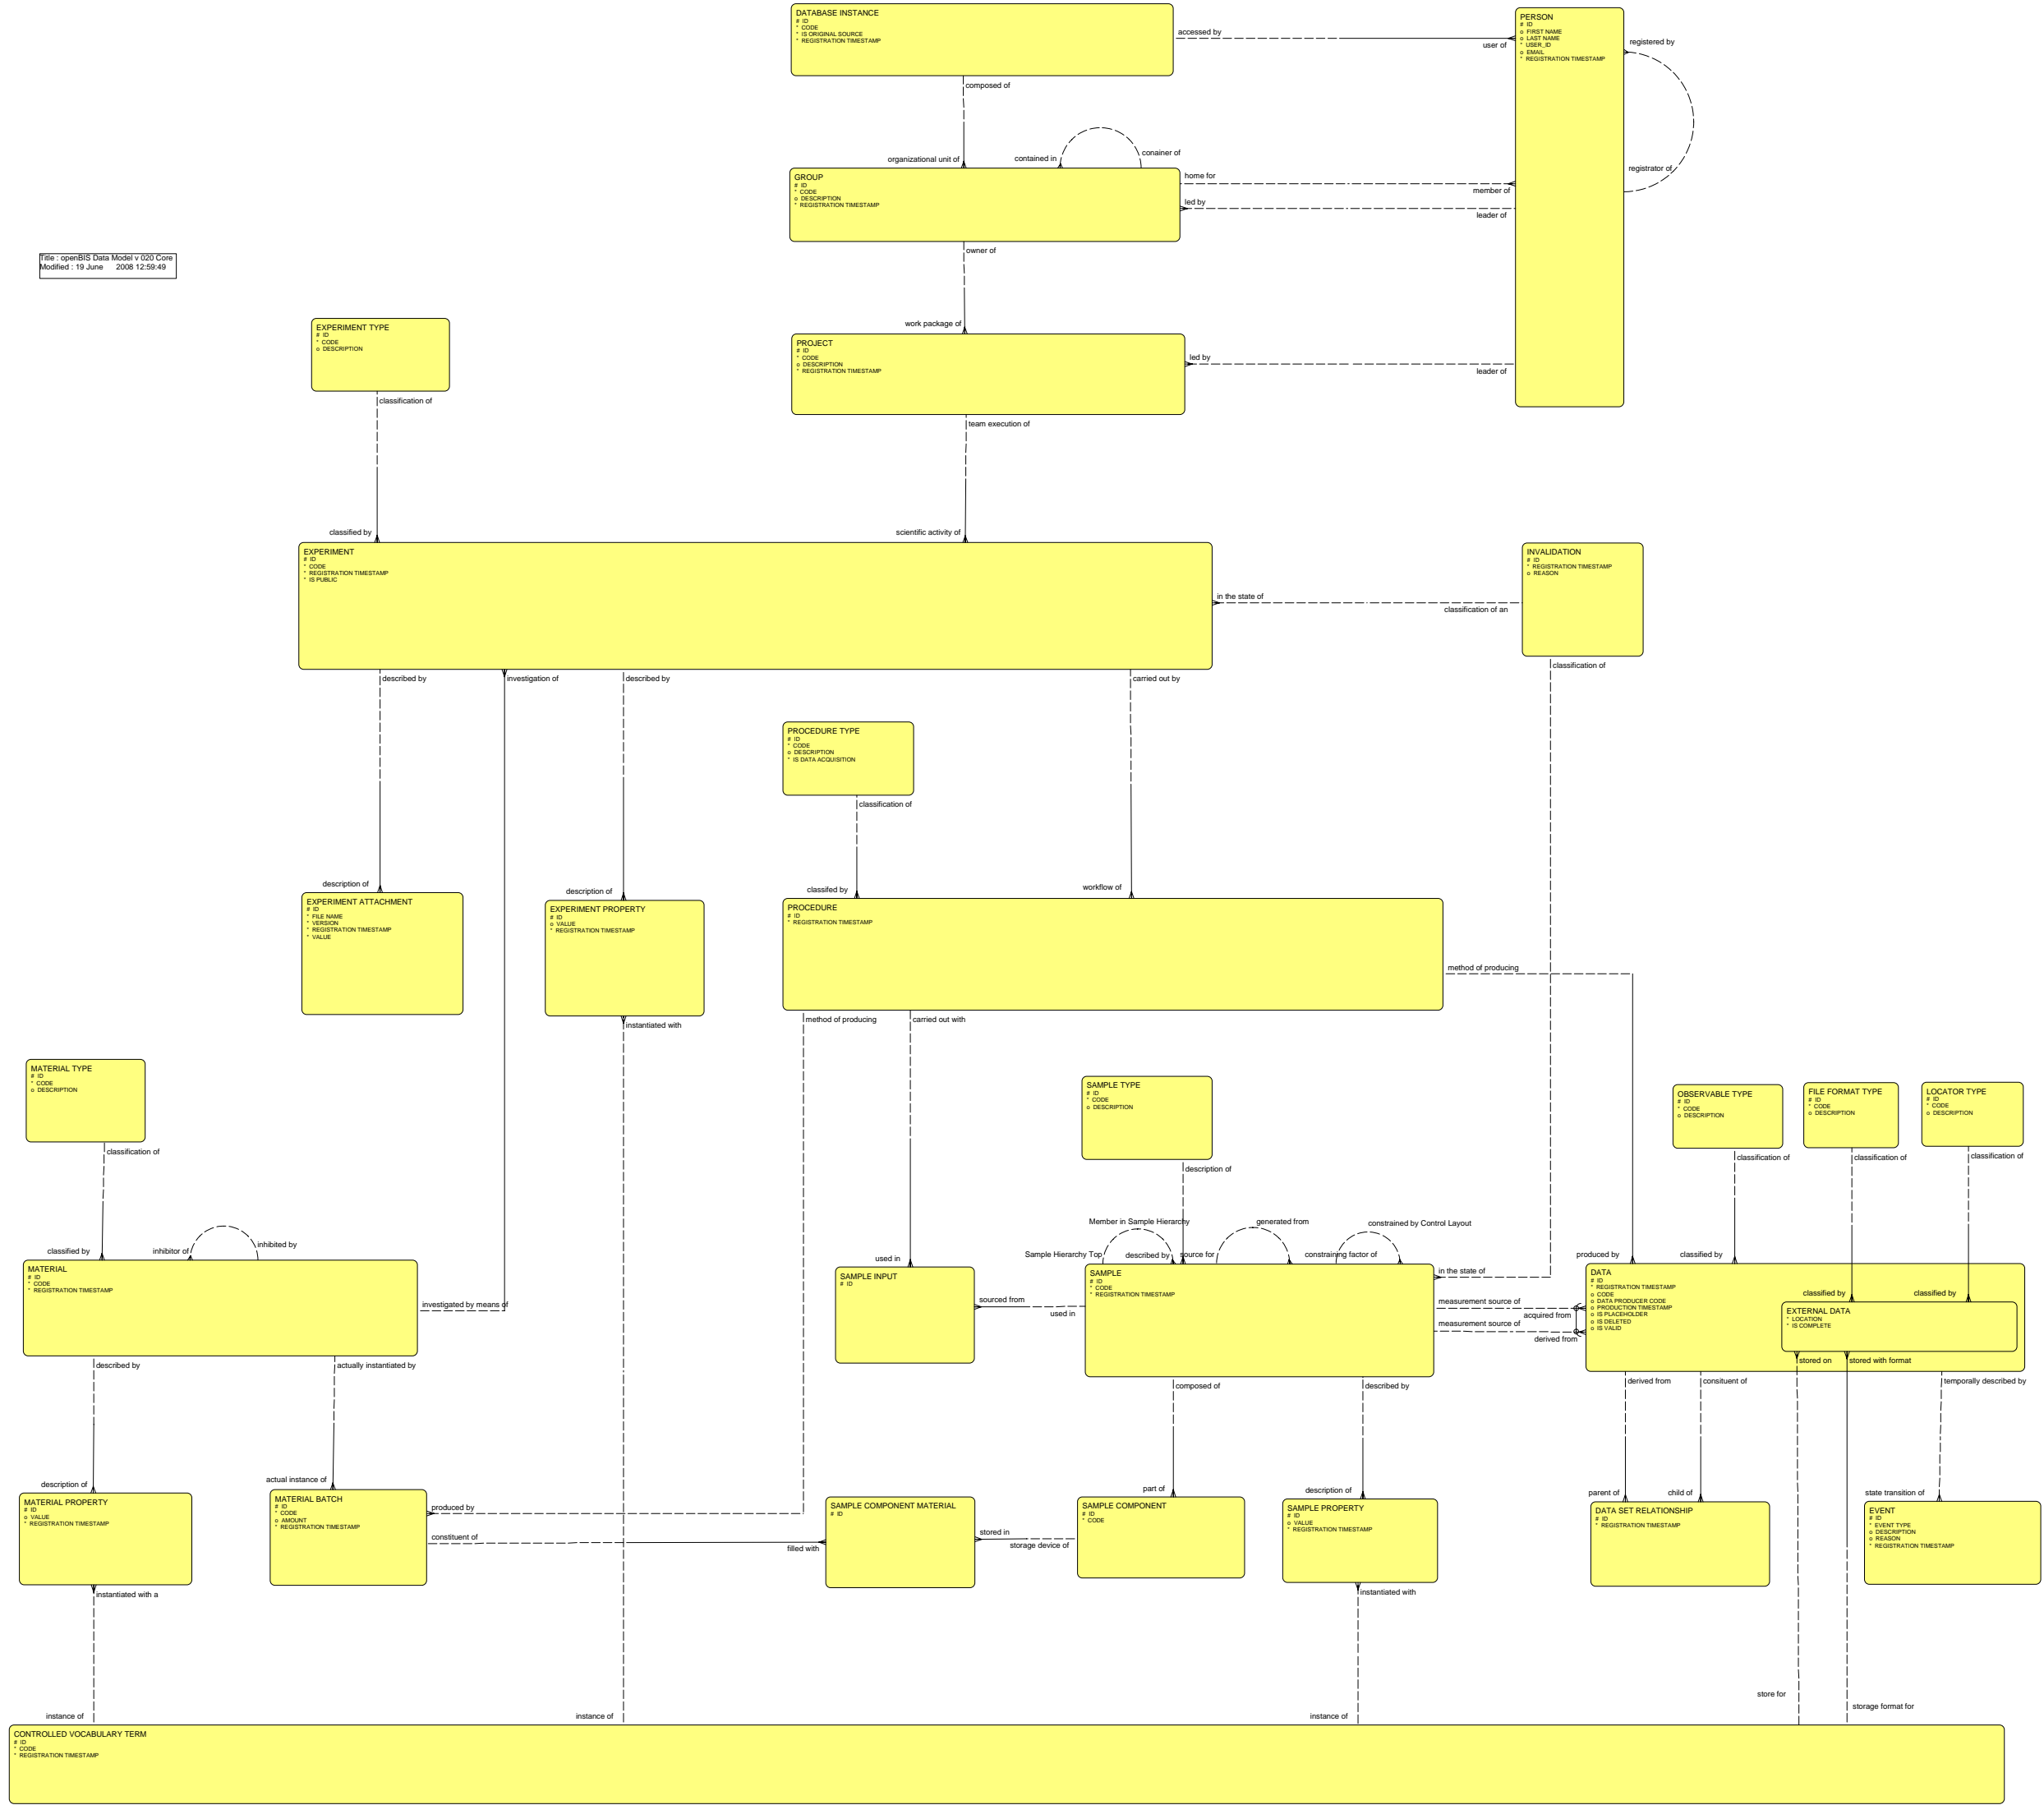 DATABASE INSTANCE
# ID
* CODE
* IS ORIGINAL SOURCE
* REGISTRATION TIMESTAMP
accessed by
user of
PERSON
# ID
o FIRST NAME
o LAST NAME
* USER_ID
o EMAIL
* REGISTRATION TIMESTAMP
registered by
registrator of
composed of
organizational unit of
contained in
conainer of
GROUP
# ID
* CODE
o DESCRIPTION
* REGISTRATION TIMESTAMP
home for
member of
led by
leader of
owner of
Title : openBIS Data Model v 020 Core
Modified : 19 June 2008 12:59:49
work package of
PROJECT
# ID
* CODE
o DESCRIPTION
* REGISTRATION TIMESTAMP
led by
leader of
team execution of
EXPERIMENT TYPE
# ID
* CODE
o DESCRIPTION
classification of
classified by
scientific activity of
EXPERIMENT
# ID
* CODE
* REGISTRATION TIMESTAMP
* IS PUBLIC
in the state of
classification of an
INVALIDATION
# ID
* REGISTRATION TIMESTAMP
o REASON
classification of
described by
investigation of
described by
carried out by
PROCEDURE TYPE
# ID
* CODE
o DESCRIPTION
* IS DATA ACQUISITION
classification of
description of
description of
classifed by
workflow of
EXPERIMENT ATTACHMENT
# ID
* FILE NAME
* VERSION
* REGISTRATION TIMESTAMP
* VALUE
EXPERIMENT PROPERTY
# ID
o VALUE
* REGISTRATION TIMESTAMP
instantiated with
PROCEDURE
# ID
* REGISTRATION TIMESTAMP
method of producing
method of producing
carried out with
MATERIAL TYPE
# ID
* CODE
o DESCRIPTION
classification of
SAMPLE TYPE
# ID
* CODE
o DESCRIPTION
description of
OBSERVABLE TYPE
# ID
* CODE
o DESCRIPTION
classification of
FILE FORMAT TYPE
# ID
* CODE
o DESCRIPTION
classification of
LOCATOR TYPE
# ID
* CODE
o DESCRIPTION
classification of
classified by
inhibitor of
inhibited by
MATERIAL
# ID
* CODE
* REGISTRATION TIMESTAMP
investigated by means of
described by
actually instantiated by
used in
SAMPLE INPUT
# ID
sourced from
used in
Member in Sample Hierarchy
Sample Hierarchy Top
described by
source for
generated from
constraining factor of
constrained by Control Layout
SAMPLE
# ID
* CODE
* REGISTRATION TIMESTAMP
in the state of
measurement source of
acquired from
measurement source of
derived from
composed of
described by
produced by
classified by
DATA
# ID
* REGISTRATION TIMESTAMP
o CODE
o DATA PRODUCER CODE
o PRODUCTION TIMESTAMP
o IS PLACEHOLDER
o IS DELETED
o IS VALID
classified by
classified by
EXTERNAL DATA
* LOCATION
* IS COMPLETE
stored on
stored with format
derived from
consituent of
temporally described by
description of
MATERIAL PROPERTY
# ID
o VALUE
* REGISTRATION TIMESTAMP
instantiated with a
actual instance of
MATERIAL BATCH
# ID
* CODE
o AMOUNT
* REGISTRATION TIMESTAMP
produced by
constituent of
filled with
SAMPLE COMPONENT MATERIAL
# ID
stored in
storage device of
part of
SAMPLE COMPONENT
# ID
* CODE
description of
SAMPLE PROPERTY
# ID
o VALUE
* REGISTRATION TIMESTAMP
instantiated with
parent of
child of
DATA SET RELATIONSHIP
# ID
* REGISTRATION TIMESTAMP
state transition of
EVENT
# ID
* EVENT TYPE
o DESCRIPTION
o REASON
* REGISTRATION TIMESTAMP
instance of
instance of
instance of
store for
storage format for
CONTROLLED VOCABULARY TERM
# ID
* CODE
* REGISTRATION TIMESTAMP